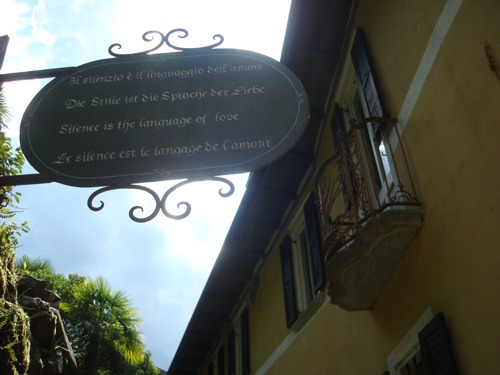 Il silenzio è il linguaggio dell'amore
Die Stille ist die Sprache der Liebe
Silence is the language of love
Le silence est le langage de l'amour